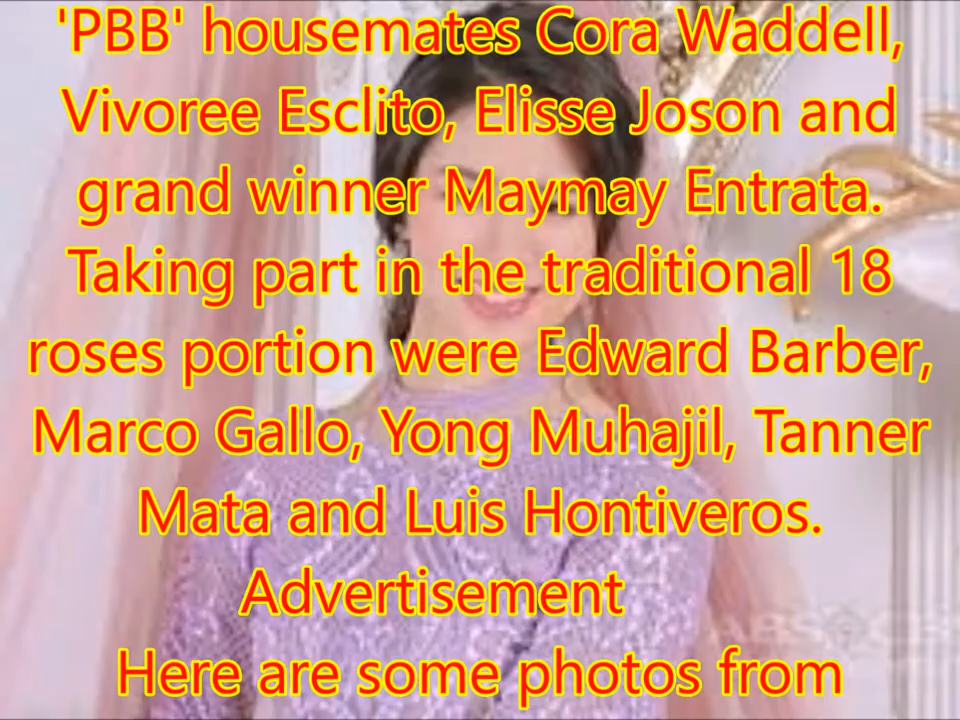 'PBB' housemates Cora Waddell,
Vivoree Esclito, Elisse Joson and
grand winner Maymay Entrata.
Taking part in the traditional 18
roses portion were Edward Barber,
Marco Gallo, Yong Muhajil, Tanner
Mata and Luis Hontiveros.
Advertisement
Here are some photos from